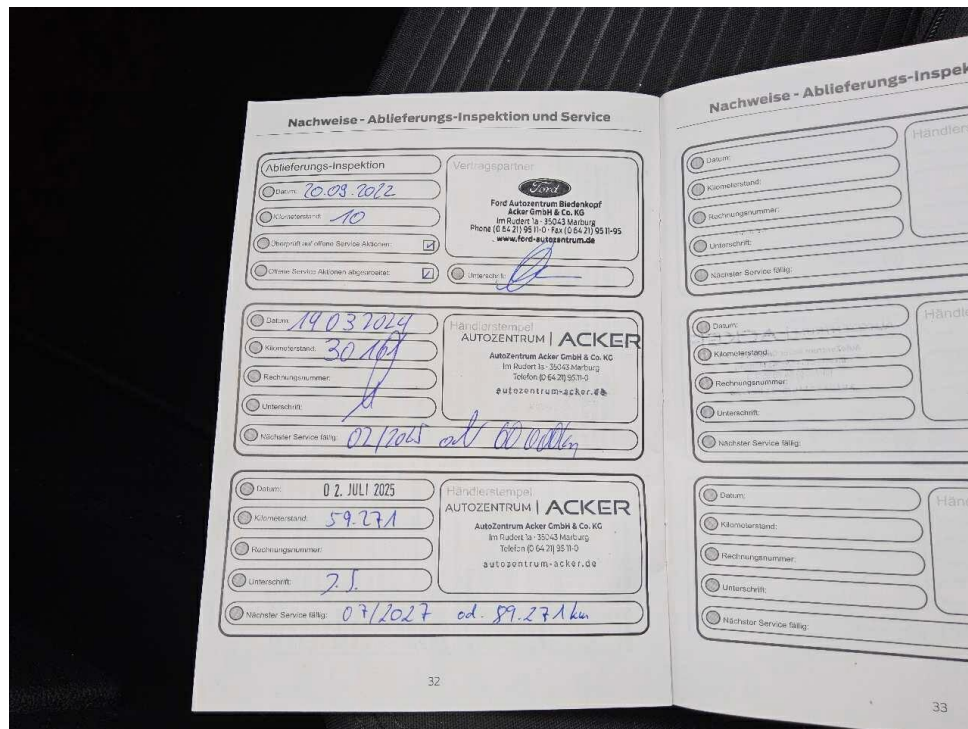 Nachweise - Ablieferungs-Inspektion und Service
Ablieferungs-Inspektion
Datum: 20.09.2022
Kilometerstand: 10
Überprüft auf offene Service Aktionen:
Offene Service Aktionen abgearbeitet:
Vertragspartner
Ford
Ford Autozentrum Biedenkopf
Acker GmbH & Co. KG
Im Rudert 1a - 35043 Marburg
Phone (0 64 21) 95 11-0 · Fax (0 64 21) 95 11-95
www.ford-autozentrum.de
Unterschrift:
Datum: 19 03 2024
Kilometerstand: 30 169
Rechnungsnummer:
Unterschrift:
Händlerstempel
AUTOZENTRUM | ACKER
AutoZentrum Acker GmbH & Co. KG
Im Rudert 1a - 35043 Marburg
Telefon (0 64 21) 95 11-0
autozentrum-acker.de
Nächster Service fällig: od 60 000km
Datum: 02. JULI 2025
Kilometerstand: 59.271
Rechnungsnummer:
Unterschrift:
Händlerstempel
AUTOZENTRUM | ACKER
AutoZentrum Acker GmbH & Co. KG
Im Rudert 1a - 35043 Marburg
Telefon (0 64 21) 95 11-0
autozentrum-acker.de
Nächster Service fällig: 07/2027 od. 89.271 km
32
Nachweise - Ablieferungs-Inspek
Datum:
Kilometerstand:
Rechnungsnummer:
Unterschrift:
Nächster Service fällig:
Händlerst
Datum:
Kilometerstand:
Rechnungsnummer:
Unterschrift:
Nächster Service fällig:
Händle
Datum:
Kilometerstand:
Rechnungsnummer:
Unterschrift:
Nächster Service fällig:
Händ
33